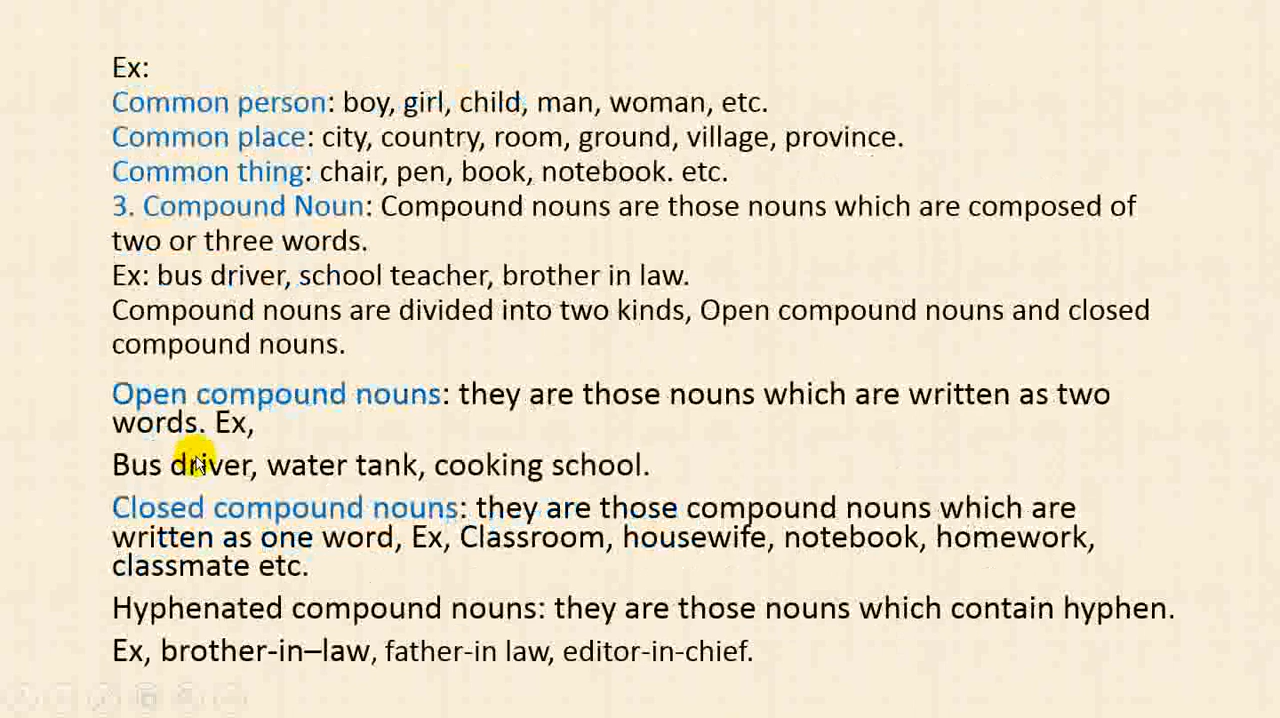 Ex:
Common person: boy, girl, child, man, woman, etc.
Common place: city, country, room, ground, village, province.
Common thing: chair, pen, book, notebook. etc.
3. Compound Noun: Compound nouns are those nouns which are composed of
two or three words.
Ex: bus driver, school teacher, brother in law.
Compound nouns are divided into two kinds, Open compound nouns and closed
compound nouns.
Open compound nouns: they are those nouns which are written as two
words. Ex,
Bus driver, water tank, cooking school.
Closed compound nouns: they are those compound nouns which are
written as one word, Ex, Classroom, housewife, notebook, homework,
classmate etc.
Hyphenated compound nouns: they are those nouns which contain hyphen.
Ex, brother-in–law, father-in law, editor-in-chief.